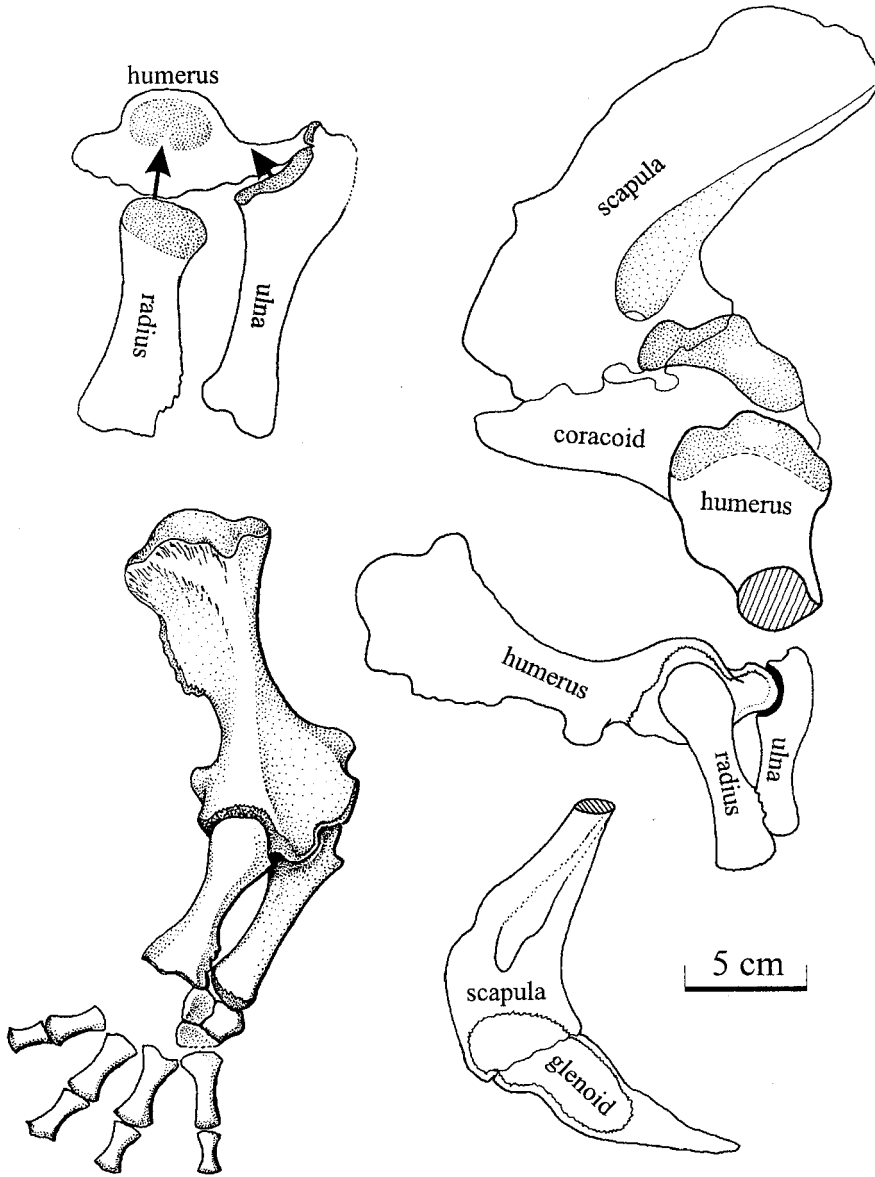 humerus
radius
ulna
scapula
coracoid
humerus
humerus
radius
ulna
scapula
glenoid
5 cm